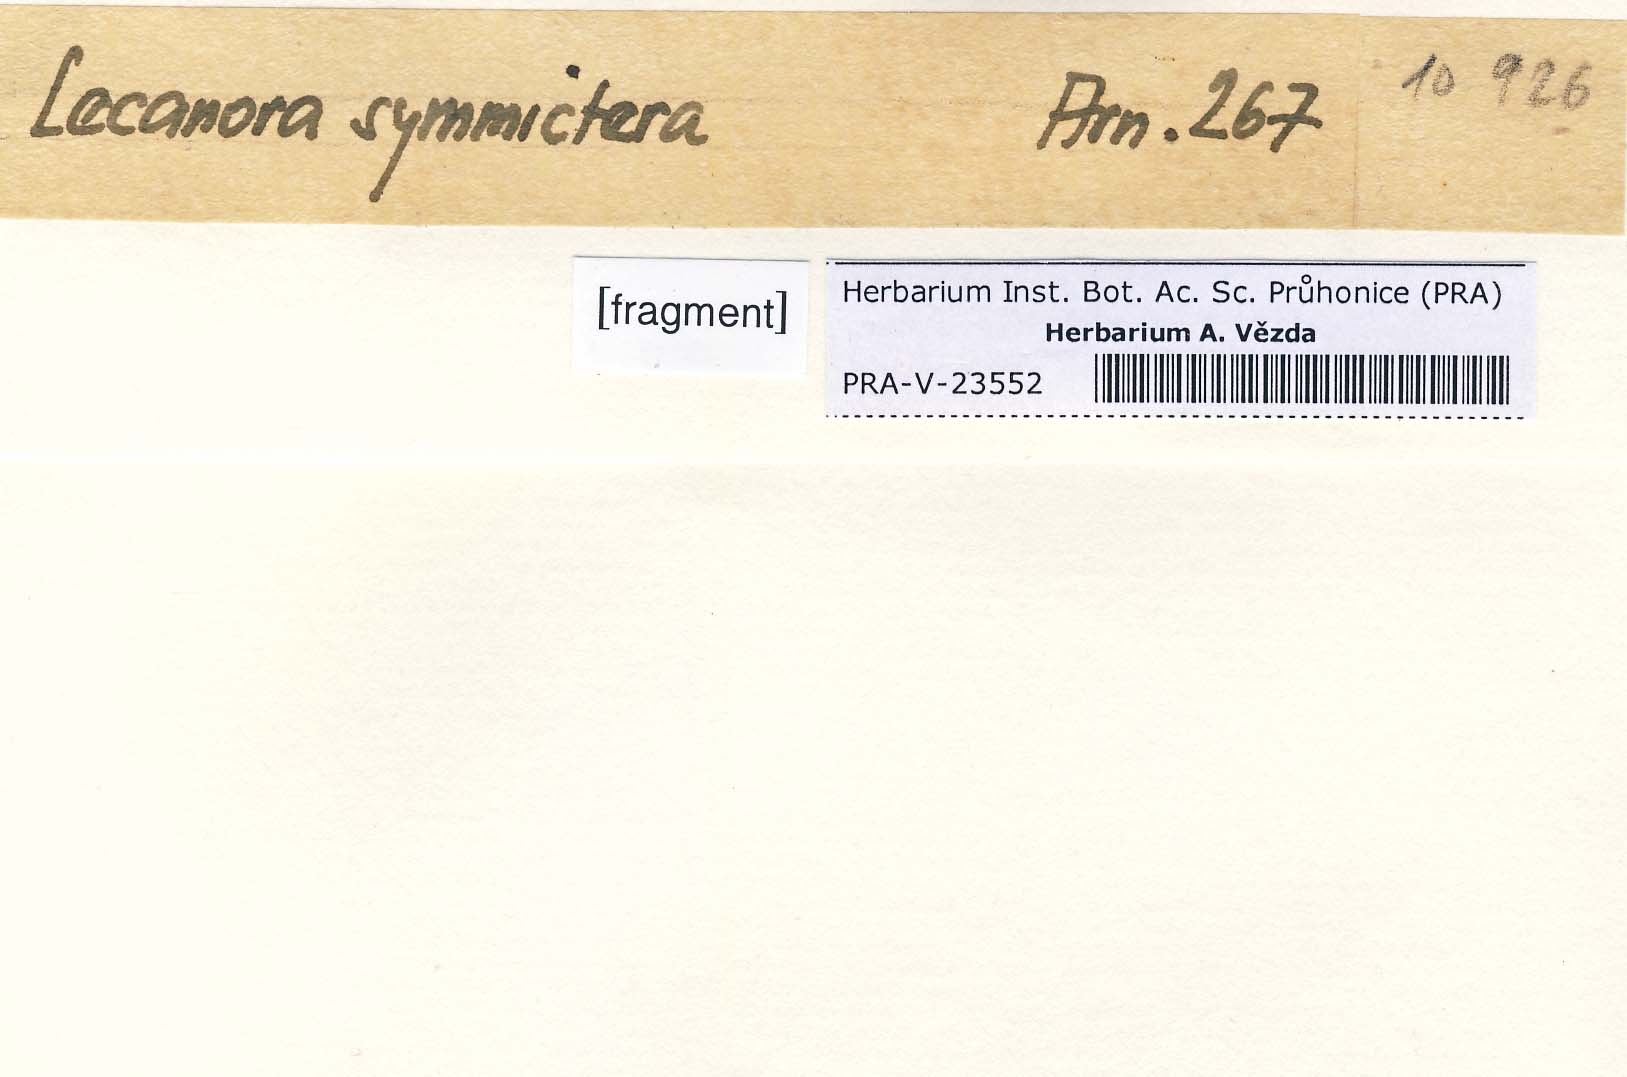 Lecanora symmictera Arn. 267 10 926
[fragment]
Herbarium Inst. Bot. Ac. Sc. Průhonice (PRA)
Herbarium A. Vězda
PRA-V-23552